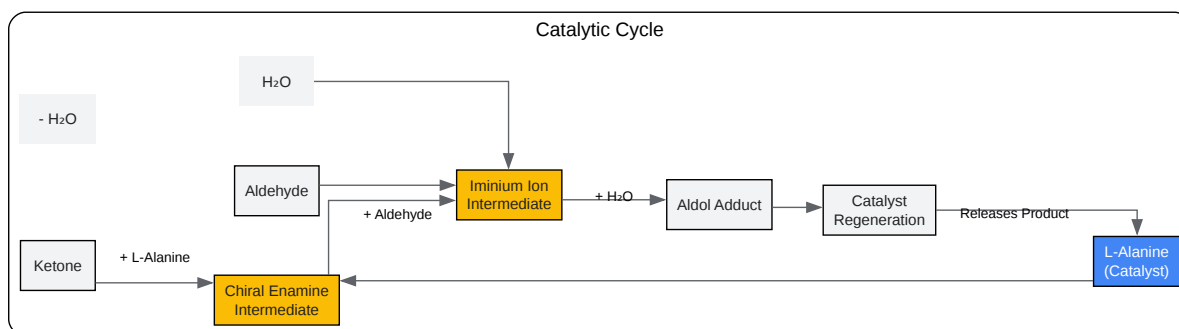 Catalytic Cycle
H₂O
- H₂O
Aldehyde
Iminium Ion
Intermediate
+ H₂O
Aldol Adduct
Catalyst
Regeneration
Releases Product
+ Aldehyde
Ketone
+ L-Alanine
Chiral Enamine
Intermediate
L-Alanine
(Catalyst)